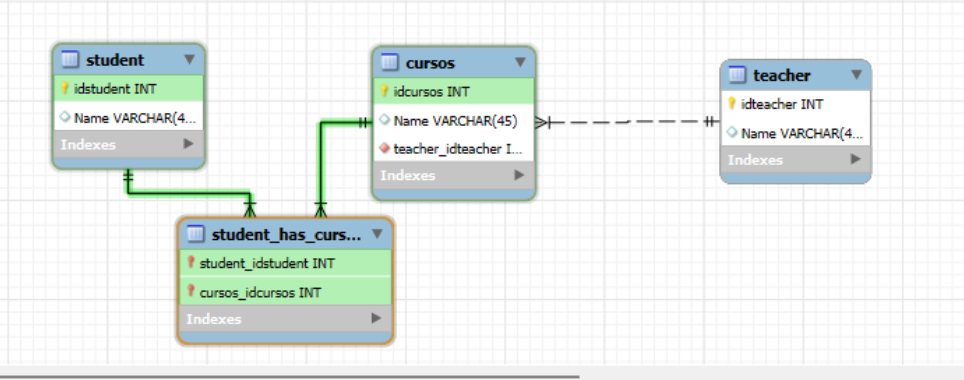 student
idstudent INT
Name VARCHAR(4...
Indexes
cursos
idcursos INT
Name VARCHAR(45)
teacher_idteacher I...
Indexes
teacher
idteacher INT
Name VARCHAR(4...
Indexes
student_has_curs...
student_idstudent INT
cursos_idcursos INT
Indexes